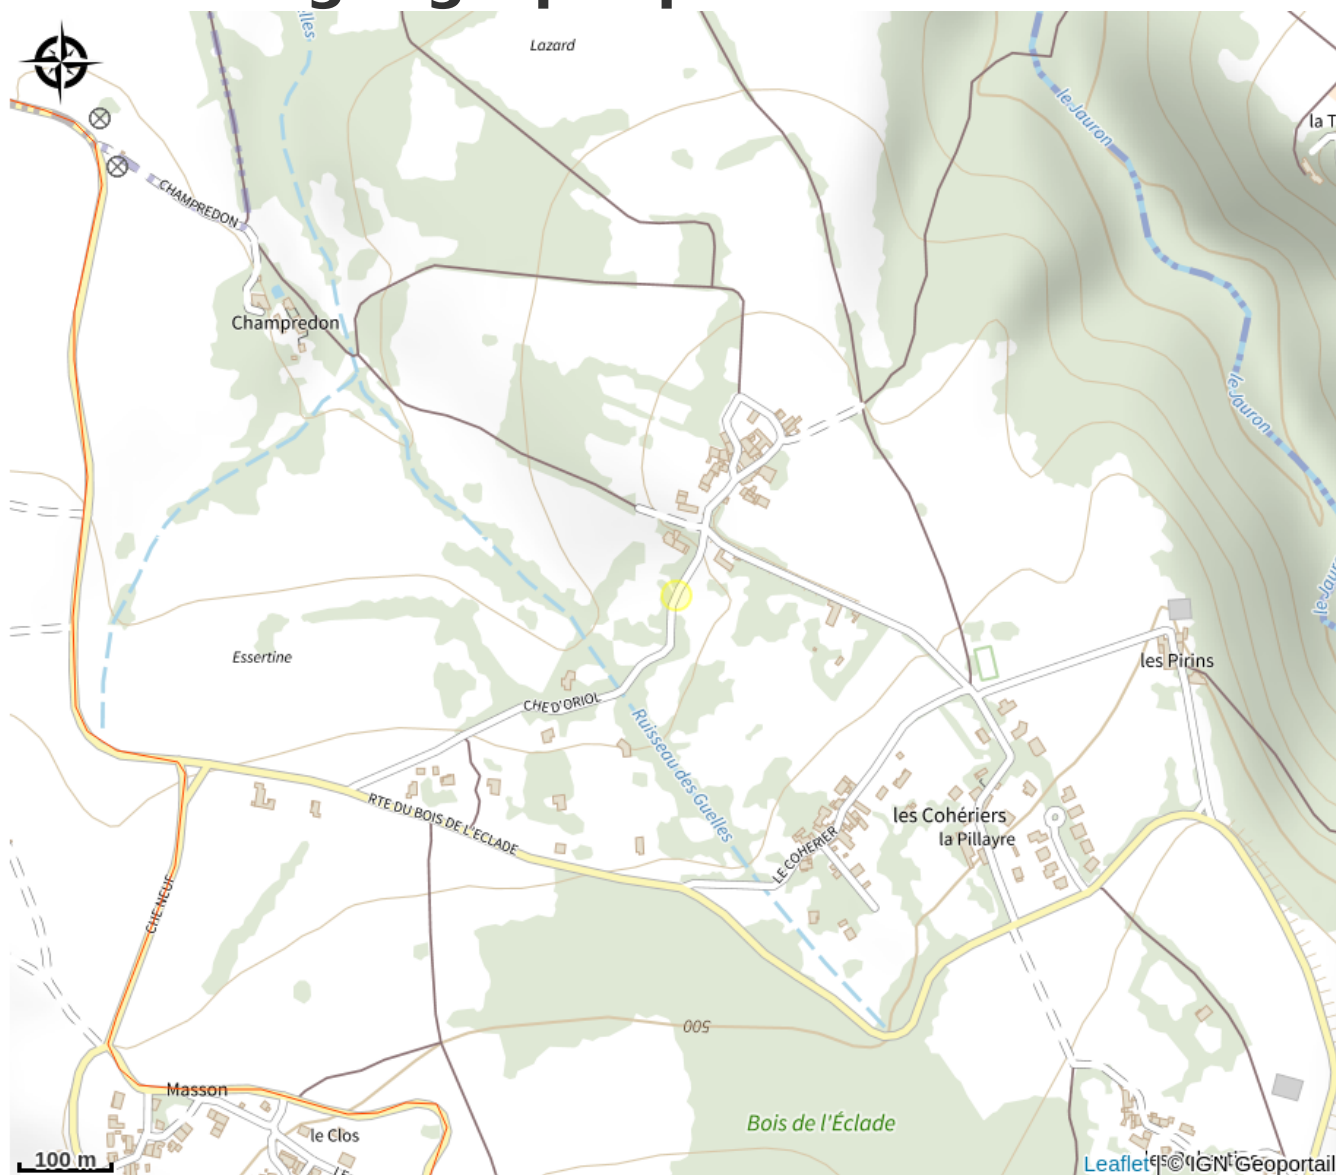 Lazard
le Jauron
la T
CHAMPREDON
Champredon
le Jauron
Essertine
les Pirins
CHE D'ORIOL
Ruisseau des Guelles
RTE DU BOIS DE L'ECLADE
les Cohériers
la Pillayre
LE COHERIER
CHE NEUF
500
Masson
Bois de l'Éclade
le Clos
100 m
Leaflet | © IGN-Geoportail